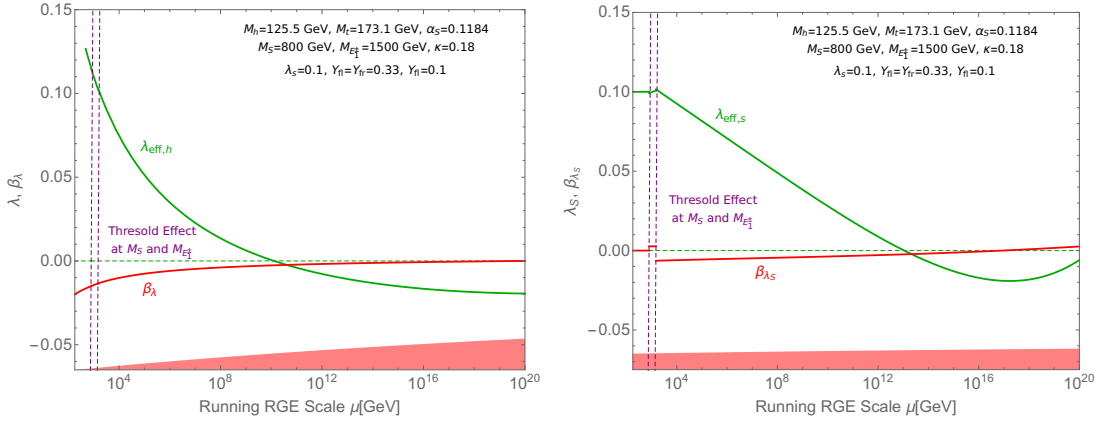 M_h=125.5 GeV, M_t=173.1 GeV, α_S=0.1184
M_S=800 GeV, M_{E_1^±}=1500 GeV, κ=0.18
λ_s=0.1, Y_fl=Y_fr=0.33, Y_fl=0.1
0.15
0.10
0.05
0.00
-0.05
λ, β_λ
λ_eff,h
Thresold Effect
at M_S and M_{E_1^±}
β_λ
10^4
10^8
10^12
10^16
10^20
Running RGE Scale μ[GeV]
M_h=125.5 GeV, M_t=173.1 GeV, α_S=0.1184
M_S=800 GeV, M_{E_1^±}=1500 GeV, κ=0.18
λ_s=0.1, Y_fl=Y_fr=0.33, Y_fl=0.1
0.15
0.10
0.05
0.00
-0.05
λ_S, β_λ_S
λ_eff,s
Thresold Effect
at M_S and M_{E_1^±}
β_λ_S
10^4
10^8
10^12
10^16
10^20
Running RGE Scale μ[GeV]